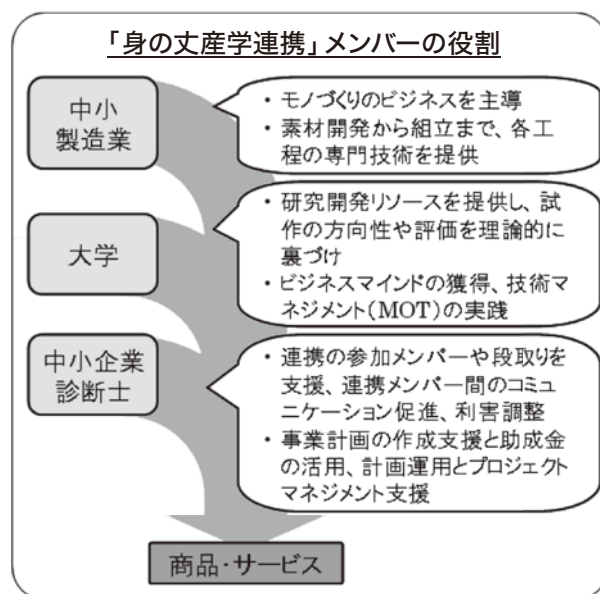 「身の丈産学連携」メンバーの役割
中小
製造業
・モノづくりのビジネスを主導
・素材開発から組立まで、各工
程の専門技術を提供
大学
・研究開発リソースを提供し、試
作の方向性や評価を理論的に
裏づけ
・ビジネスマインドの獲得、技術マ
ネジメント(MOT)の実践
中小企業
診断士
・連携の参加メンバーや段取りを
支援、連携メンバー間のコミュ
ニケーション促進、利害調整
・事業計画の作成支援と助成金
の活用、計画運用とプロジェクト
マネジメント支援
商品・サービス